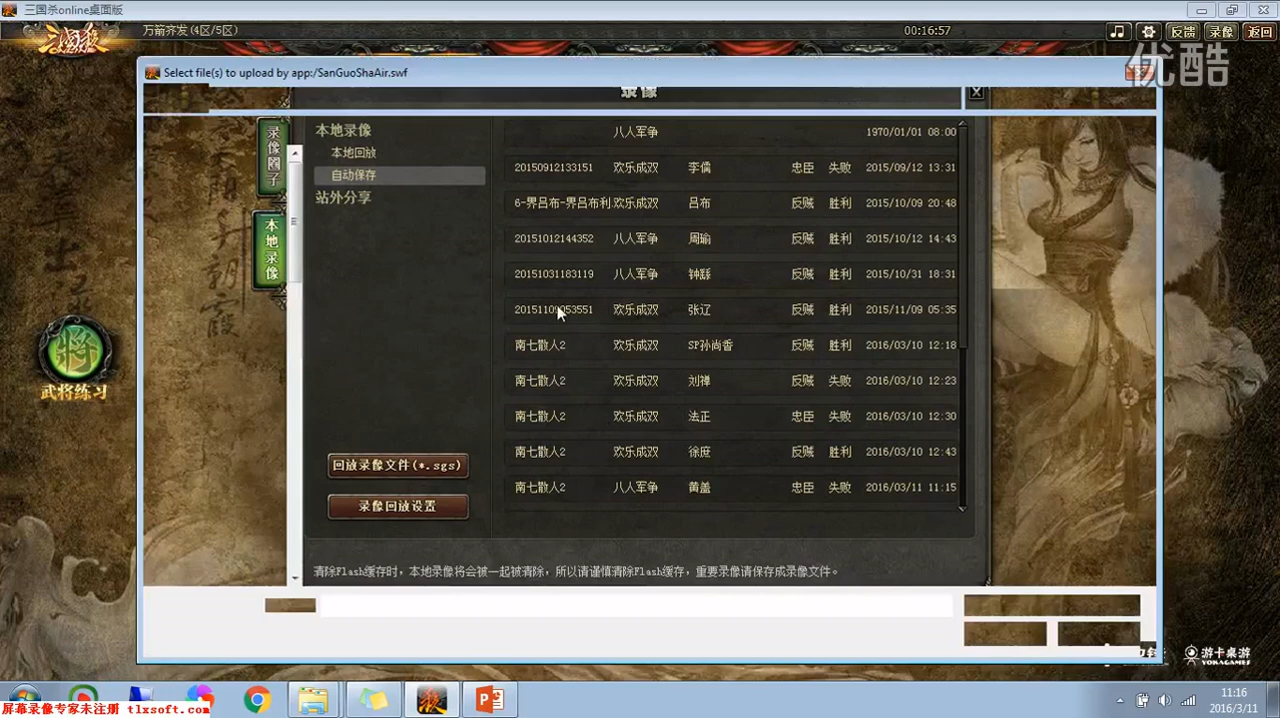 三国杀online桌面版
三国杀
万箭齐发(4区/5区)
00:16:57
反馈
录像
返回
优酷
Select file(s) to upload by app:/SanGuoShaAir.swf
录像
录像圈子
本地录像
本地录像
本地回放
自动保存
站外分享
八人军争 1970/01/01 08:00
20150912133151 欢乐成双 李儒 忠臣 失败 2015/09/12 13:31
6-界吕布-界吕布利 欢乐成双 吕布 反贼 胜利 2015/10/09 20:48
20151012144352 八人军争 周瑜 反贼 胜利 2015/10/12 14:43
20151031183119 八人军争 钟繇 反贼 胜利 2015/10/31 18:31
20151109053551 欢乐成双 张辽 反贼 胜利 2015/11/09 05:35
南七散人2 欢乐成双 SP孙尚香 反贼 胜利 2016/03/10 12:18
南七散人2 欢乐成双 刘禅 反贼 失败 2016/03/10 12:23
南七散人2 欢乐成双 法正 忠臣 失败 2016/03/10 12:30
南七散人2 欢乐成双 徐庶 反贼 胜利 2016/03/10 12:43
南七散人2 八人军争 黄盖 忠臣 失败 2016/03/11 11:15
回放录像文件(*.sgs)
录像回放设置
清除Flash缓存时，本地录像将会被一起被清除，所以请谨慎清除Flash缓存，重要录像请保存成录像文件。
將
武将练习
游卡桌游
YOKAGAMES
屏幕录像专家未注册 tlxsoft.com
11:16
2016/3/11